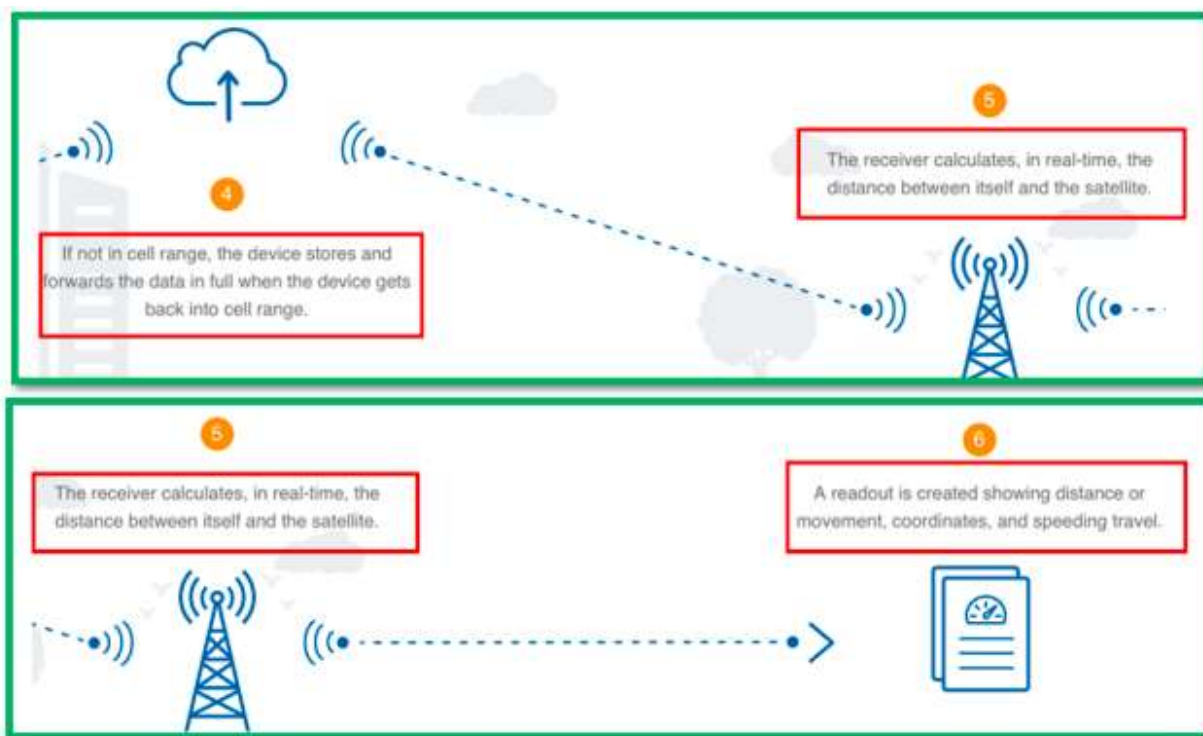 5
The receiver calculates, in real-time, the
distance between itself and the satellite.
4
If not in cell range, the device stores and
forwards the data in full when the device gets
back into cell range.
5
The receiver calculates, in real-time, the
distance between itself and the satellite.
6
A readout is created showing distance or
movement, coordinates, and speeding travel.